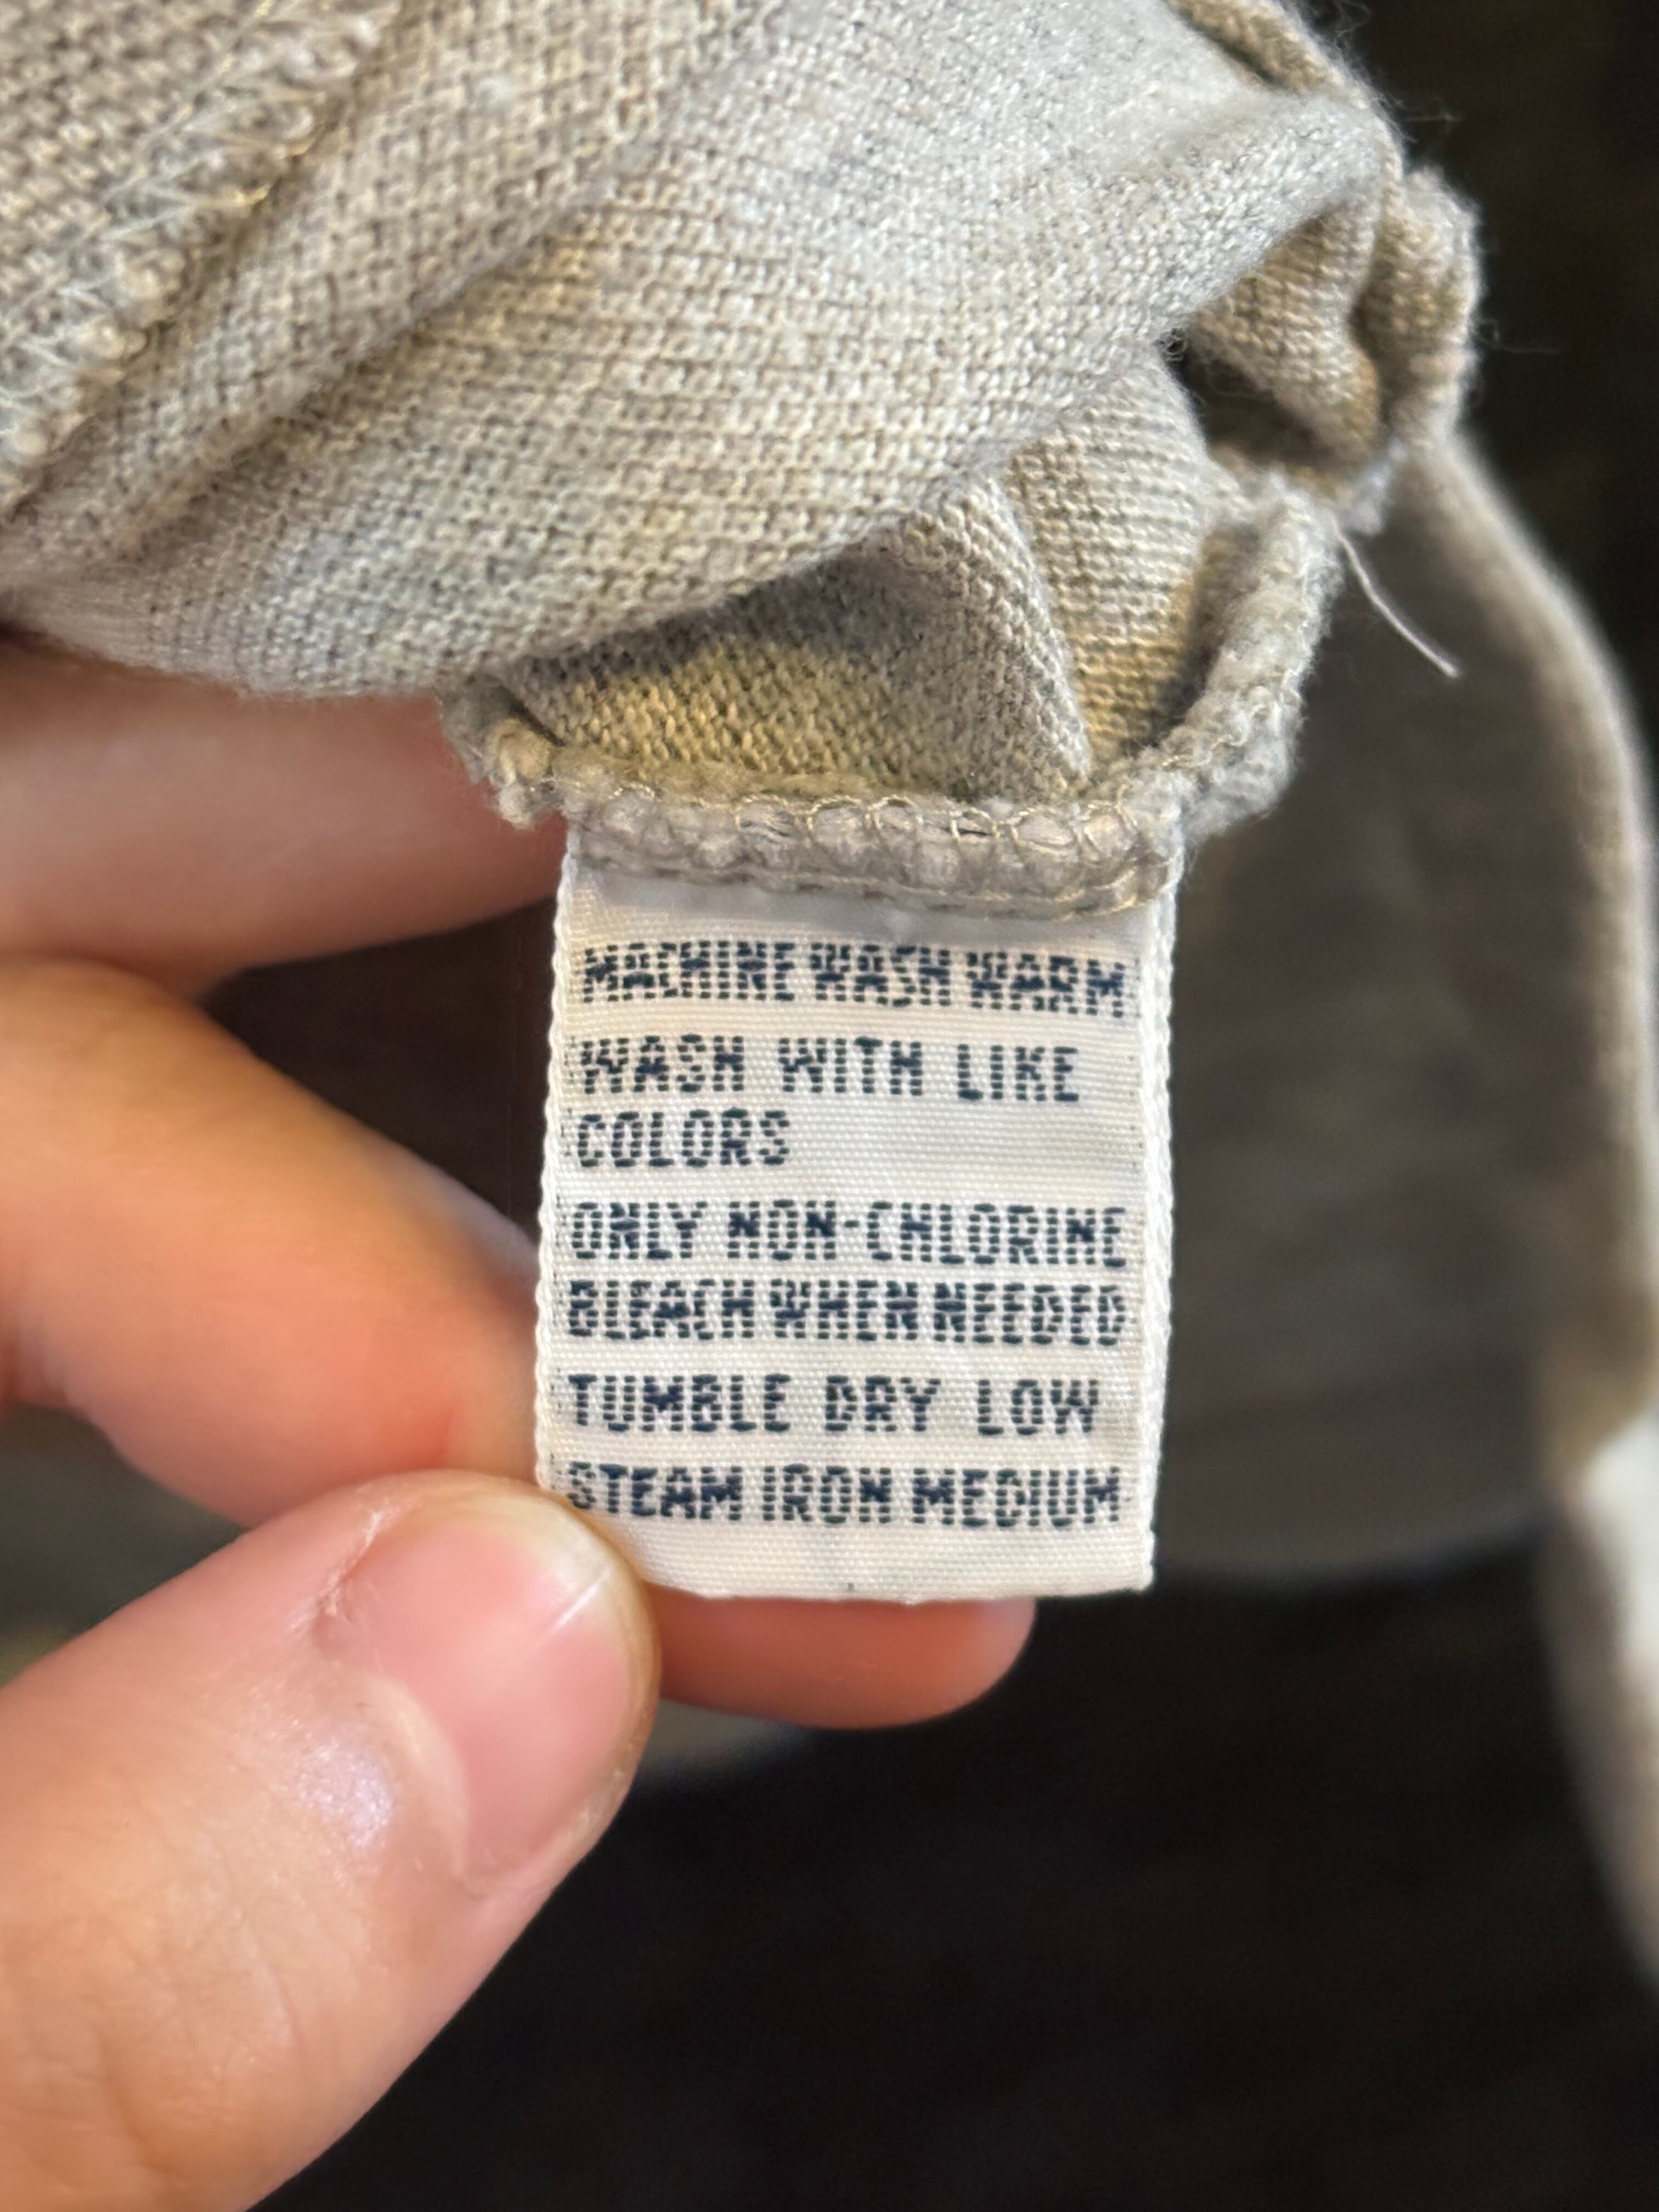 MACHINE WASH WARM
WASH WITH LIKE
COLORS
ONLY NON-CHLORINE
BLEACH WHEN NEEDED
TUMBLE DRY LOW
STEAM IRON MEDIUM